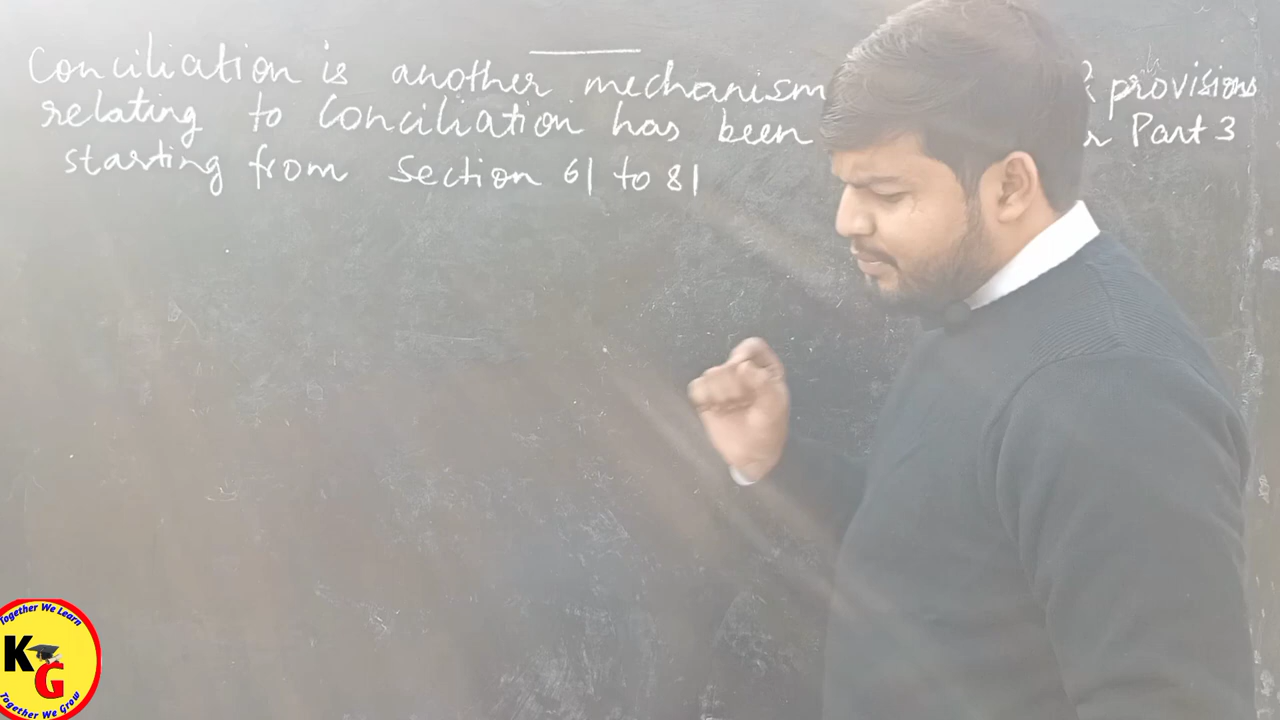 Conciliation is another mechanism provisions
relating to Conciliation has been Part 3
starting from Section 61 to 81
Together We Learn
KG
Together We Grow